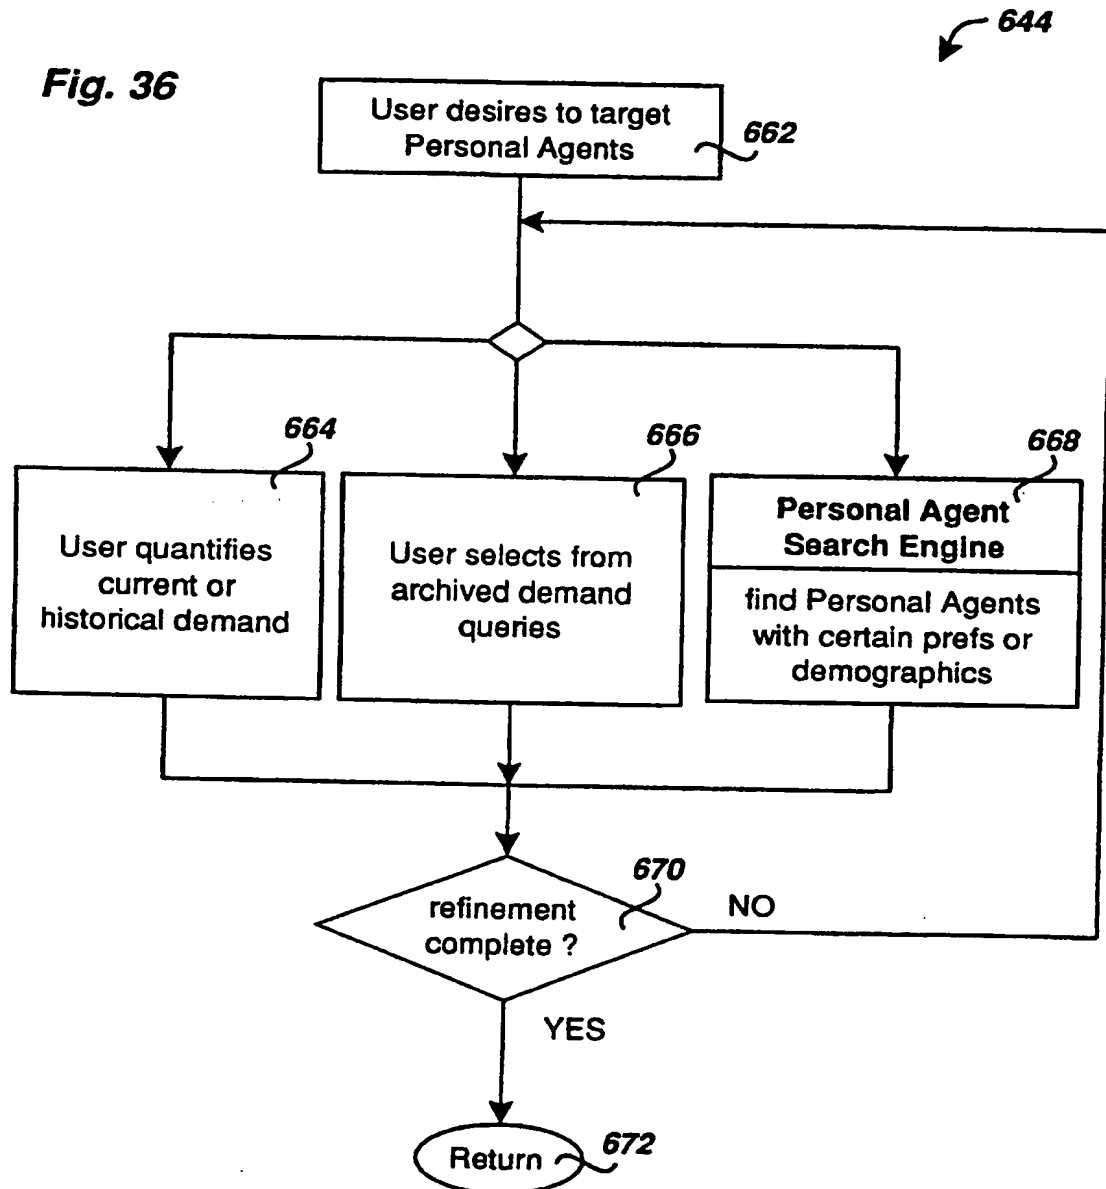 644
Fig. 36
User desires to target
Personal Agents
662
664
666
668
User quantifies
current or
historical demand
User selects from
archived demand
queries
Personal Agent
Search Engine
find Personal Agents
with certain prefs or
demographics
670
refinement
complete ?
NO
YES
Return
672